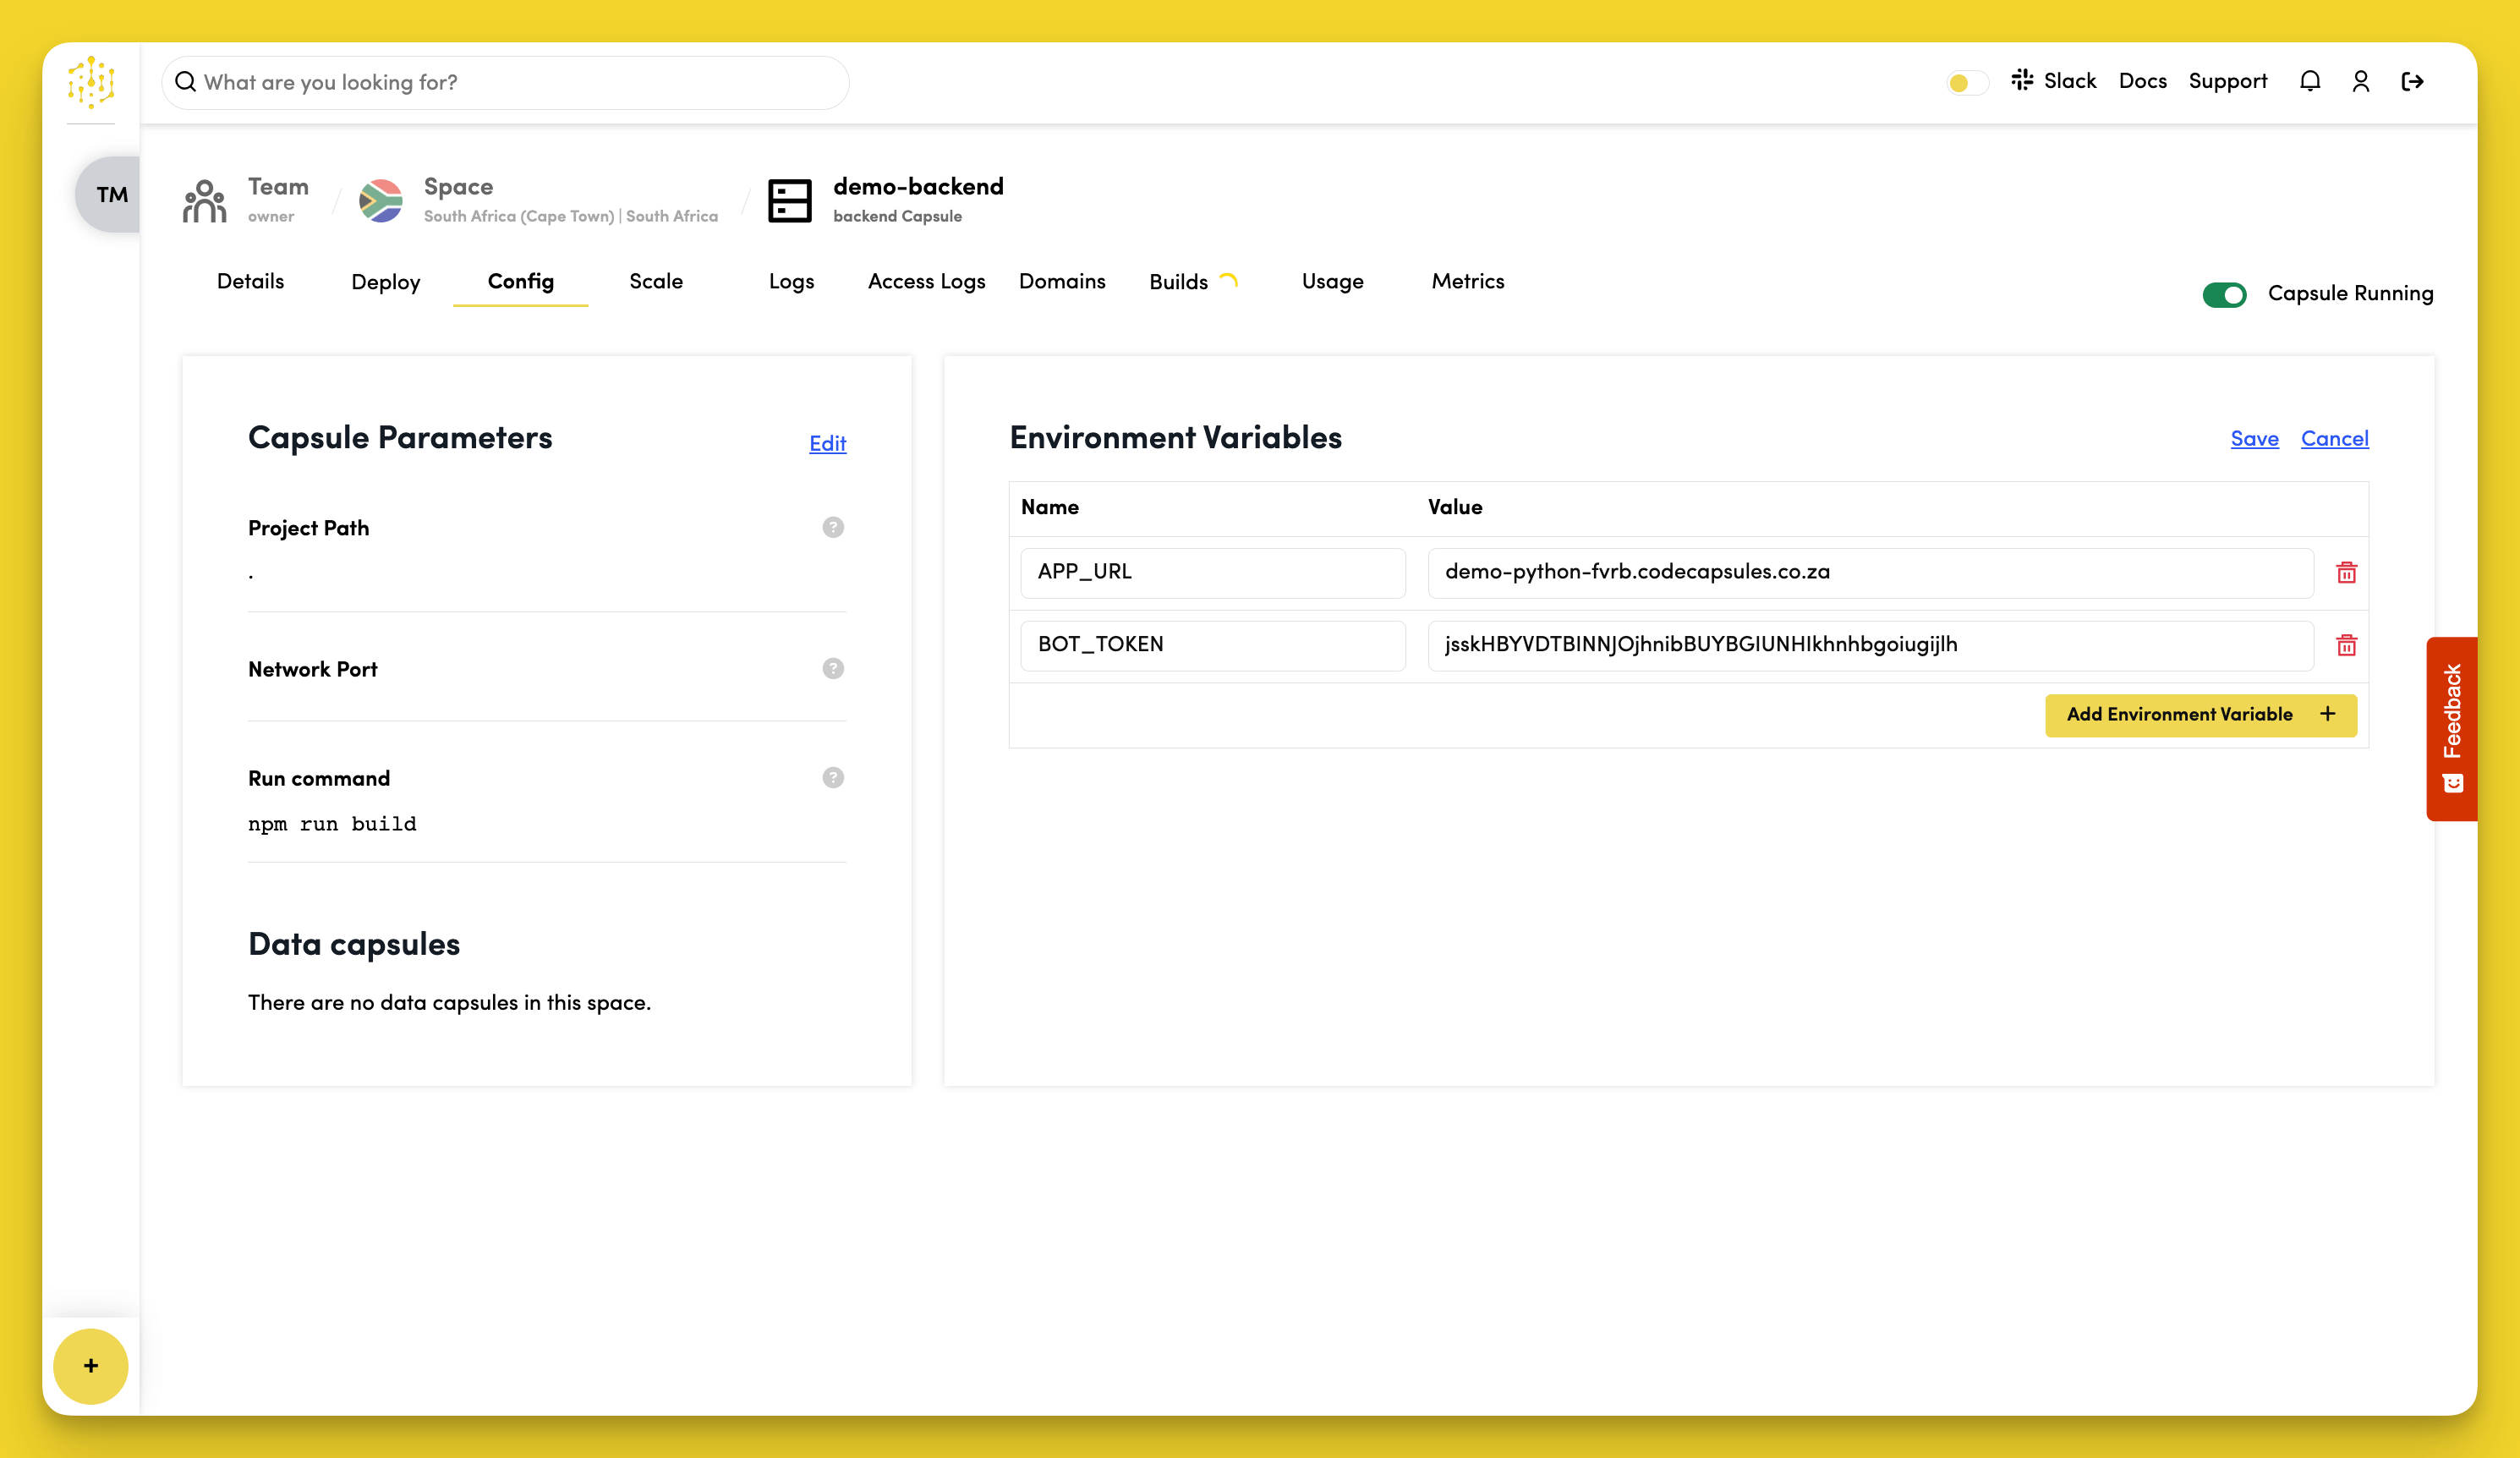 What are you looking for?
Slack Docs Support
TM
Team
owner
Space
South Africa (Cape Town) | South Africa
demo-backend
backend Capsule
Details Deploy Config Scale Logs Access Logs Domains Builds Usage Metrics
Capsule Running
Capsule Parameters
Edit
Project Path
?
.
Network Port
?
Run command
?
npm run build
Data capsules
There are no data capsules in this space.
Environment Variables
Save Cancel
Name Value
APP_URL demo-python-fvrb.codecapsules.co.za
BOT_TOKEN jsskHBYVDTBINNJOjhnibBUYBGIUNHIkhnhbgoiugijlh
Add Environment Variable +
Feedback
+